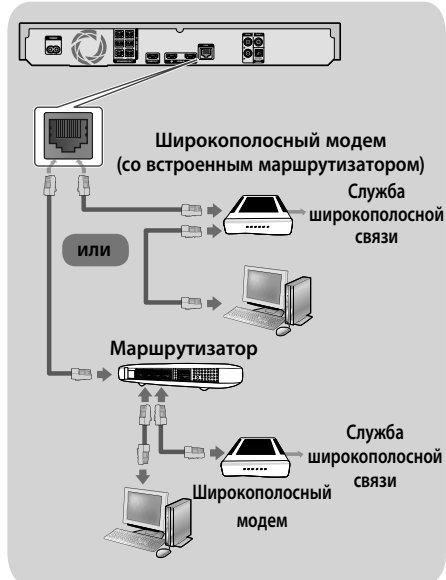 Широкополосный модем
(со встроенным маршрутизатором)
Служба
широкополосной
связи
или
Маршрутизатор
Служба
широкополосной
связи
Широкополосный
модем